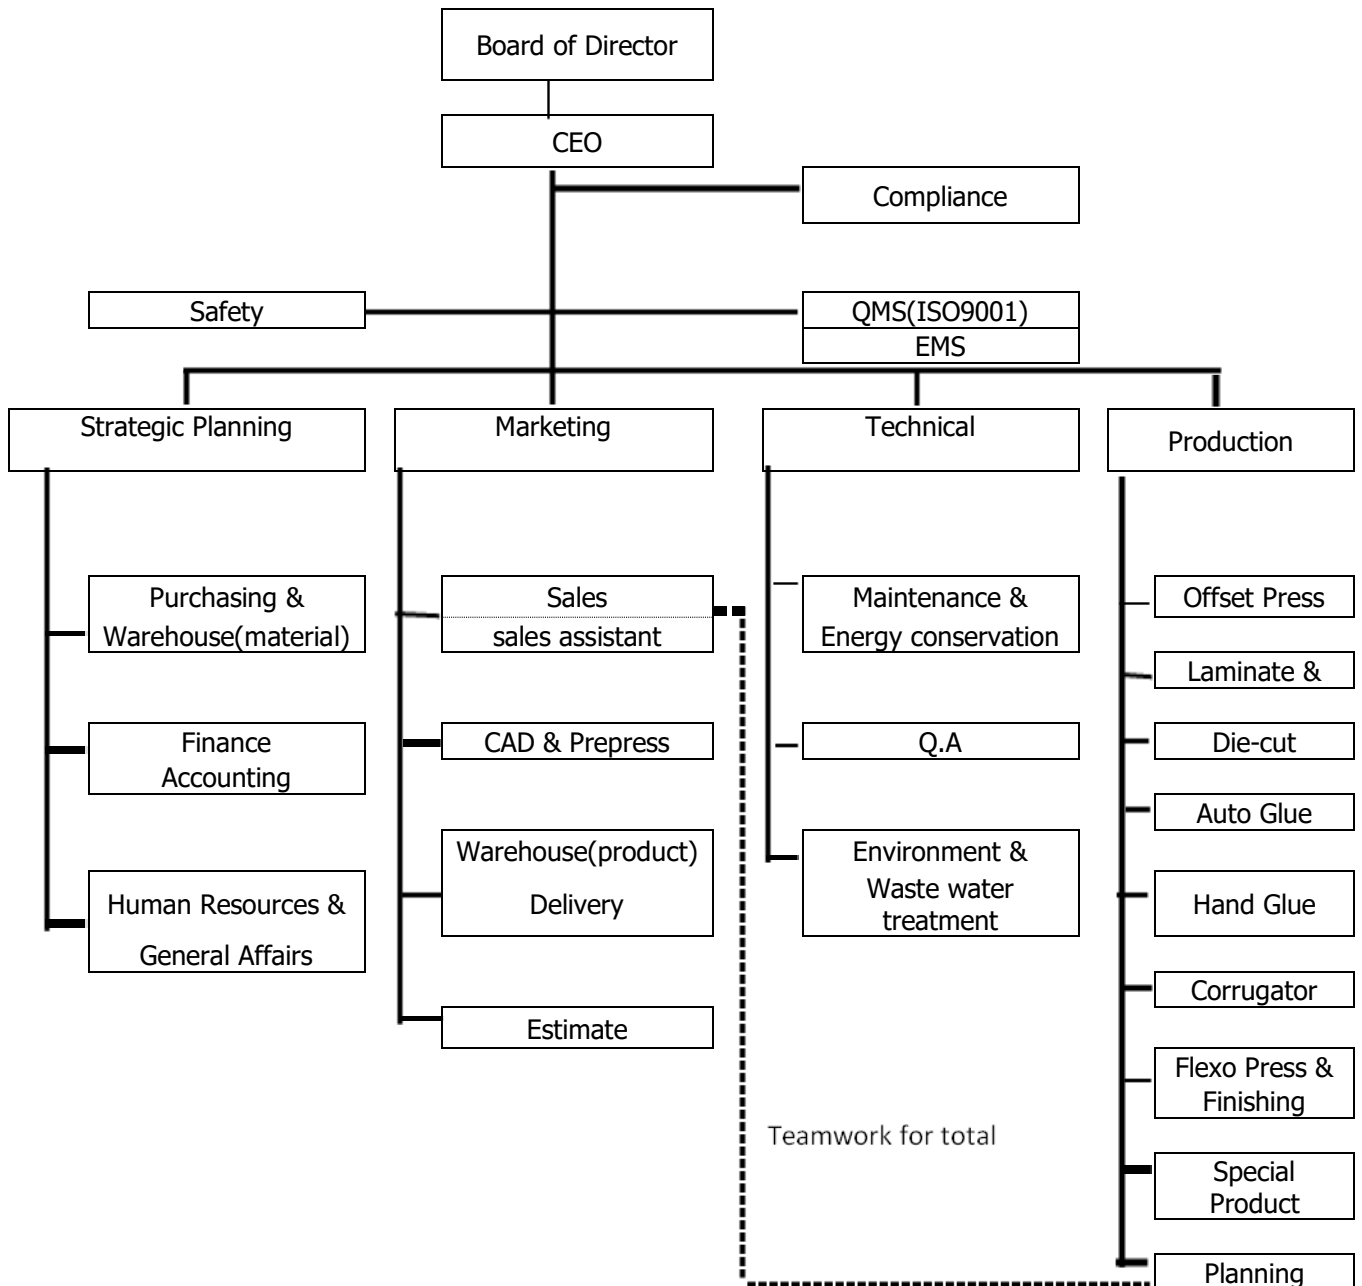 Board of Director
CEO
Compliance
Safety
QMS(ISO9001)
EMS
Strategic Planning
Marketing
Technical
Production
Purchasing &
Warehouse(material)
Finance
Accounting
Human Resources &
General Affairs
Sales
sales assistant
CAD & Prepress
Warehouse(product)
Delivery
Estimate
Maintenance &
Energy conservation
Q.A
Environment &
Waste water
treatment
Offset Press
Laminate &
Die-cut
Auto Glue
Hand Glue
Corrugator
Flexo Press &
Finishing
Special
Product
Planning
Teamwork for total